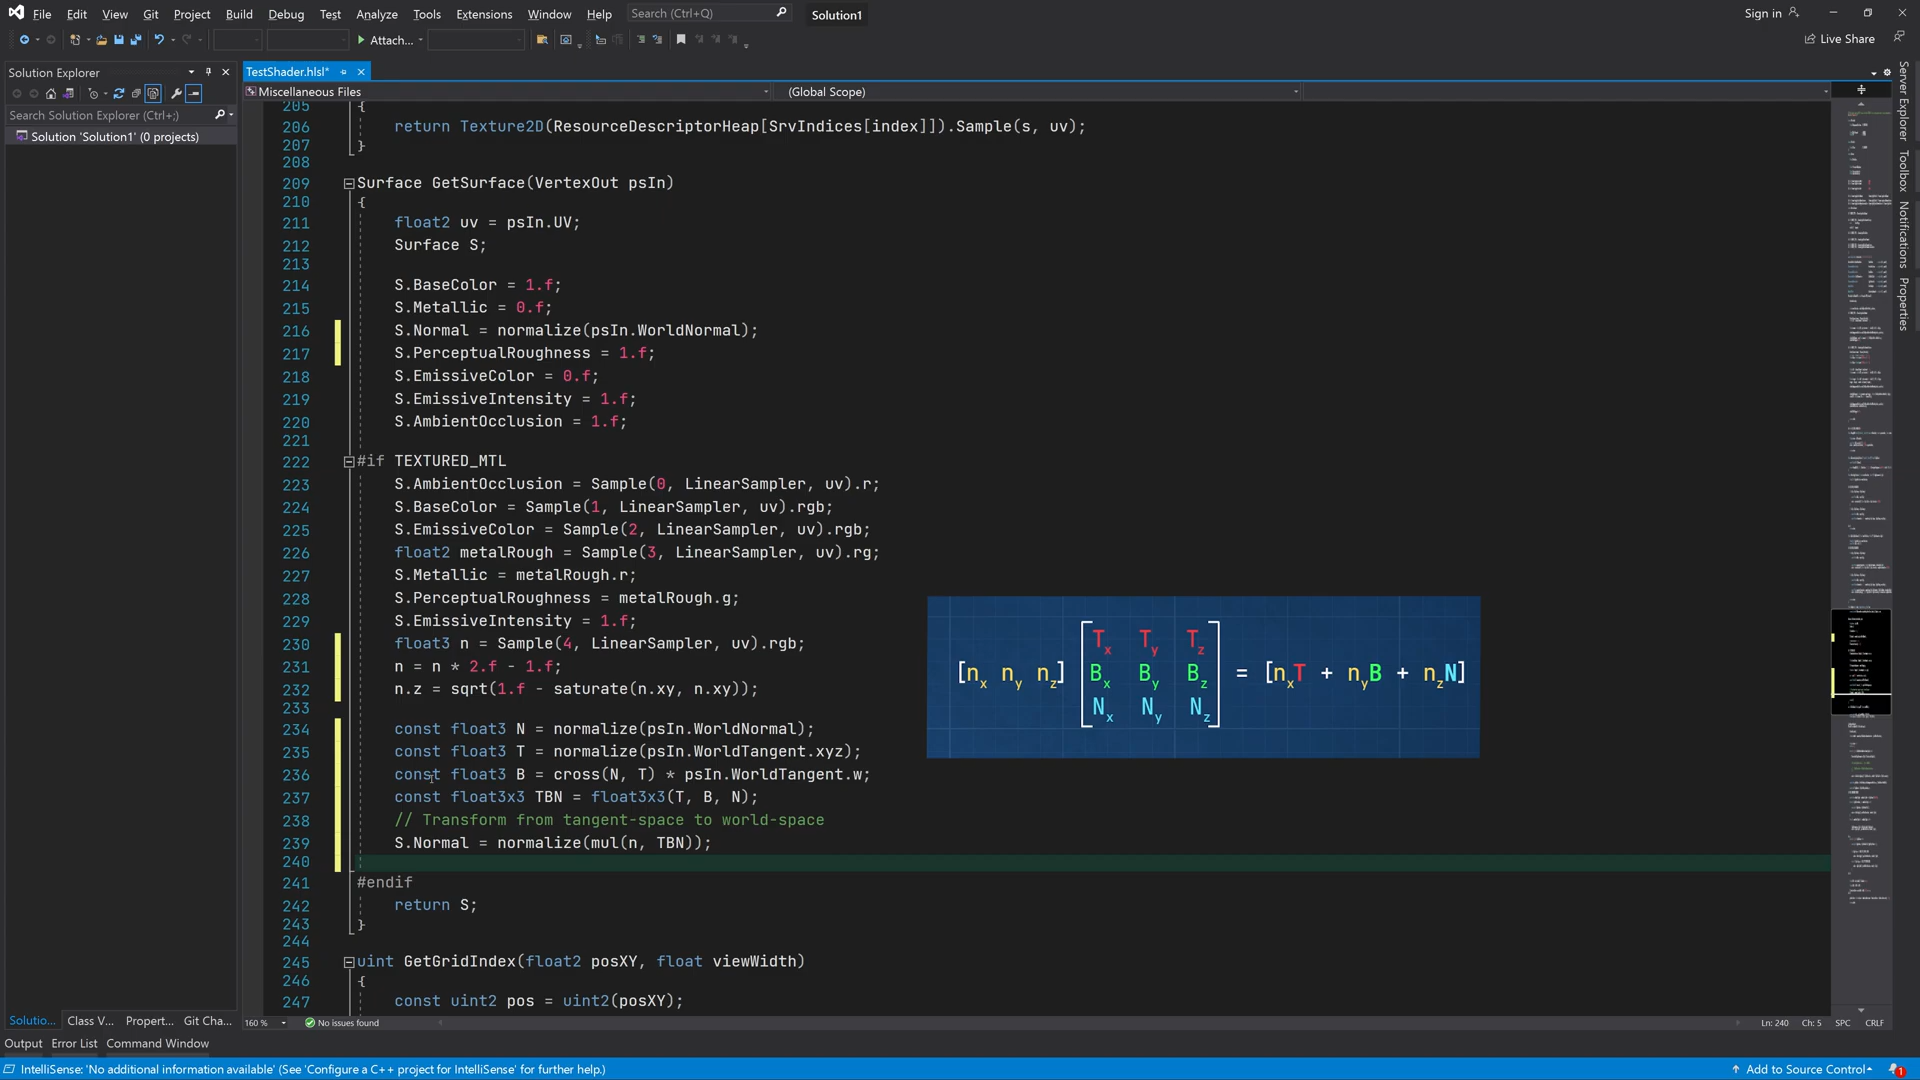 File Edit View Git Project Build Debug Test Analyze Tools Extensions Window Help Search (Ctrl+Q) Solution1 Sign in
Attach... Live Share
Solution Explorer
Search Solution Explorer (Ctrl+;)
Solution 'Solution1' (0 projects)
TestShader.hlsl*
Miscellaneous Files (Global Scope)
205 {
206 return Texture2D(ResourceDescriptorHeap[SrvIndices[index]]).Sample(s, uv);
207 }
208
209 Surface GetSurface(VertexOut psIn)
210 {
211 float2 uv = psIn.UV;
212 Surface S;
213
214 S.BaseColor = 1.f;
215 S.Metallic = 0.f;
216 S.Normal = normalize(psIn.WorldNormal);
217 S.PerceptualRoughness = 1.f;
218 S.EmissiveColor = 0.f;
219 S.EmissiveIntensity = 1.f;
220 S.AmbientOcclusion = 1.f;
221
222 #if TEXTURED_MTL
223 S.AmbientOcclusion = Sample(0, LinearSampler, uv).r;
224 S.BaseColor = Sample(1, LinearSampler, uv).rgb;
225 S.EmissiveColor = Sample(2, LinearSampler, uv).rgb;
226 float2 metalRough = Sample(3, LinearSampler, uv).rg;
227 S.Metallic = metalRough.r;
228 S.PerceptualRoughness = metalRough.g;
229 S.EmissiveIntensity = 1.f;
230 float3 n = Sample(4, LinearSampler, uv).rgb;
231 n = n * 2.f - 1.f;
232 n.z = sqrt(1.f - saturate(n.xy, n.xy));
233
234 const float3 N = normalize(psIn.WorldNormal);
235 const float3 T = normalize(psIn.WorldTangent.xyz);
236 const float3 B = cross(N, T) * psIn.WorldTangent.w;
237 const float3x3 TBN = float3x3(T, B, N);
238 // Transform from tangent-space to world-space
239 S.Normal = normalize(mul(n, TBN));
240
241 #endif
242 return S;
243 }
244
245 uint GetGridIndex(float2 posXY, float viewWidth)
246 {
247 const uint2 pos = uint2(posXY);
Tx Ty Tz
[nx ny nz] Bx By Bz = [nxT + nyB + nzN]
Nx Ny Nz
Server Explorer
Toolbox
Notifications
Properties
Solutio... Class V... Propert... Git Cha...
160 % No issues found Ln: 240 Ch: 5 SPC CRLF
Output Error List Command Window
IntelliSense: 'No additional information available' (See 'Configure a C++ project for IntelliSense' for further help.) Add to Source Control 1